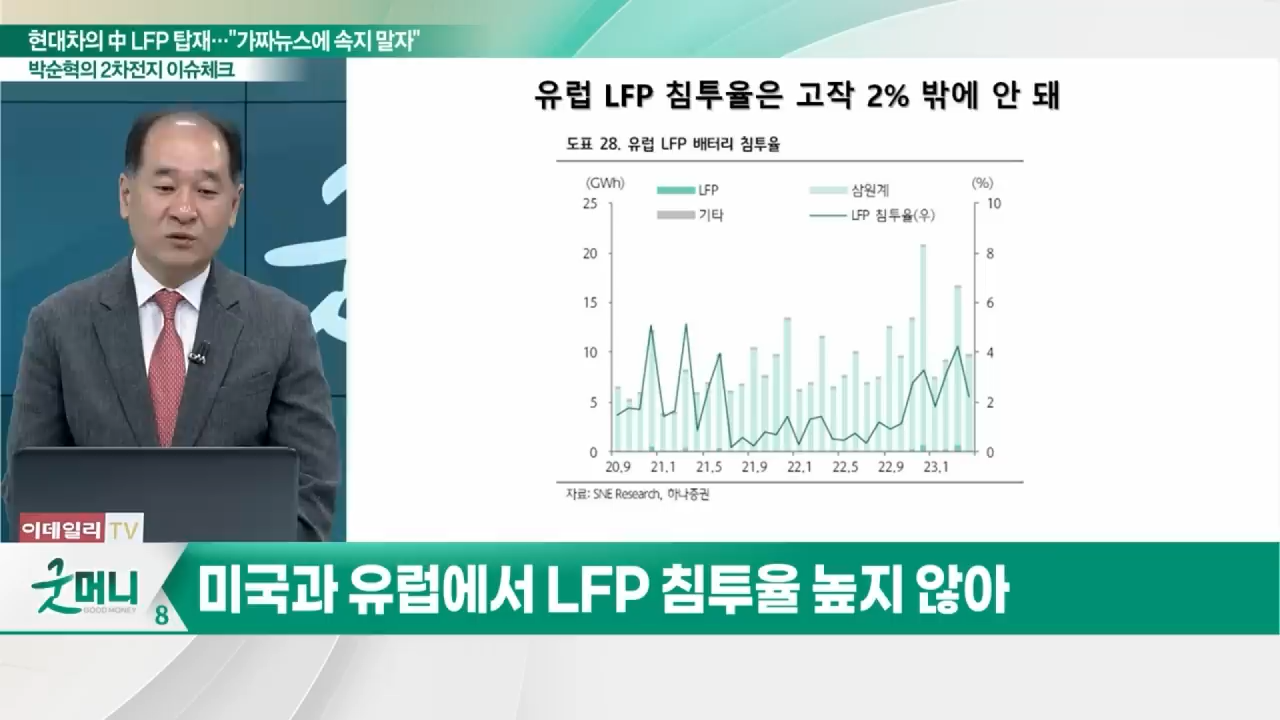 현대차의 中 LFP 탑재…"가짜뉴스에 속지 말자"
박순혁의 2차전지 이슈체크
유럽 LFP 침투율은 고작 2% 밖에 안 돼
도표 28. 유럽 LFP 배터리 침투율
(GWh)
(%)
LFP
삼원계
기타
LFP 침투율(우)
25
20
15
10
5
0
10
8
6
4
2
0
20.9
21.1
21.5
21.9
22.1
22.5
22.9
23.1
자료: SNE Research, 하나증권
이데일리 TV
굿머니
GOOD MONEY
8
미국과 유럽에서 LFP 침투율 높지 않아